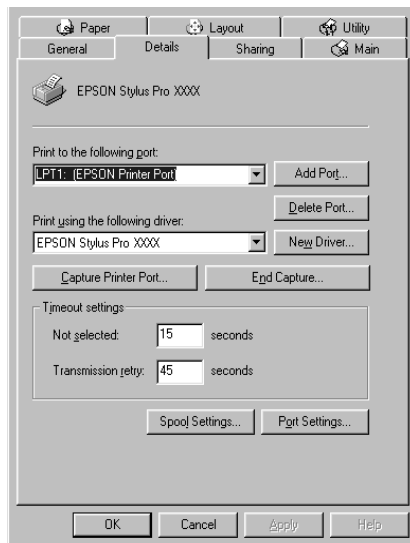 Paper Layout Utility
General Details Sharing Main
EPSON Stylus Pro XXXX
Print to the following port:
LPT1: (EPSON Printer Port)
Add Port...
Delete Port...
Print using the following driver:
EPSON Stylus Pro XXXX
New Driver...
Capture Printer Port... End Capture...
Timeout settings
Not selected: 15 seconds
Transmission retry: 45 seconds
Spool Settings... Port Settings...
OK Cancel Apply Help